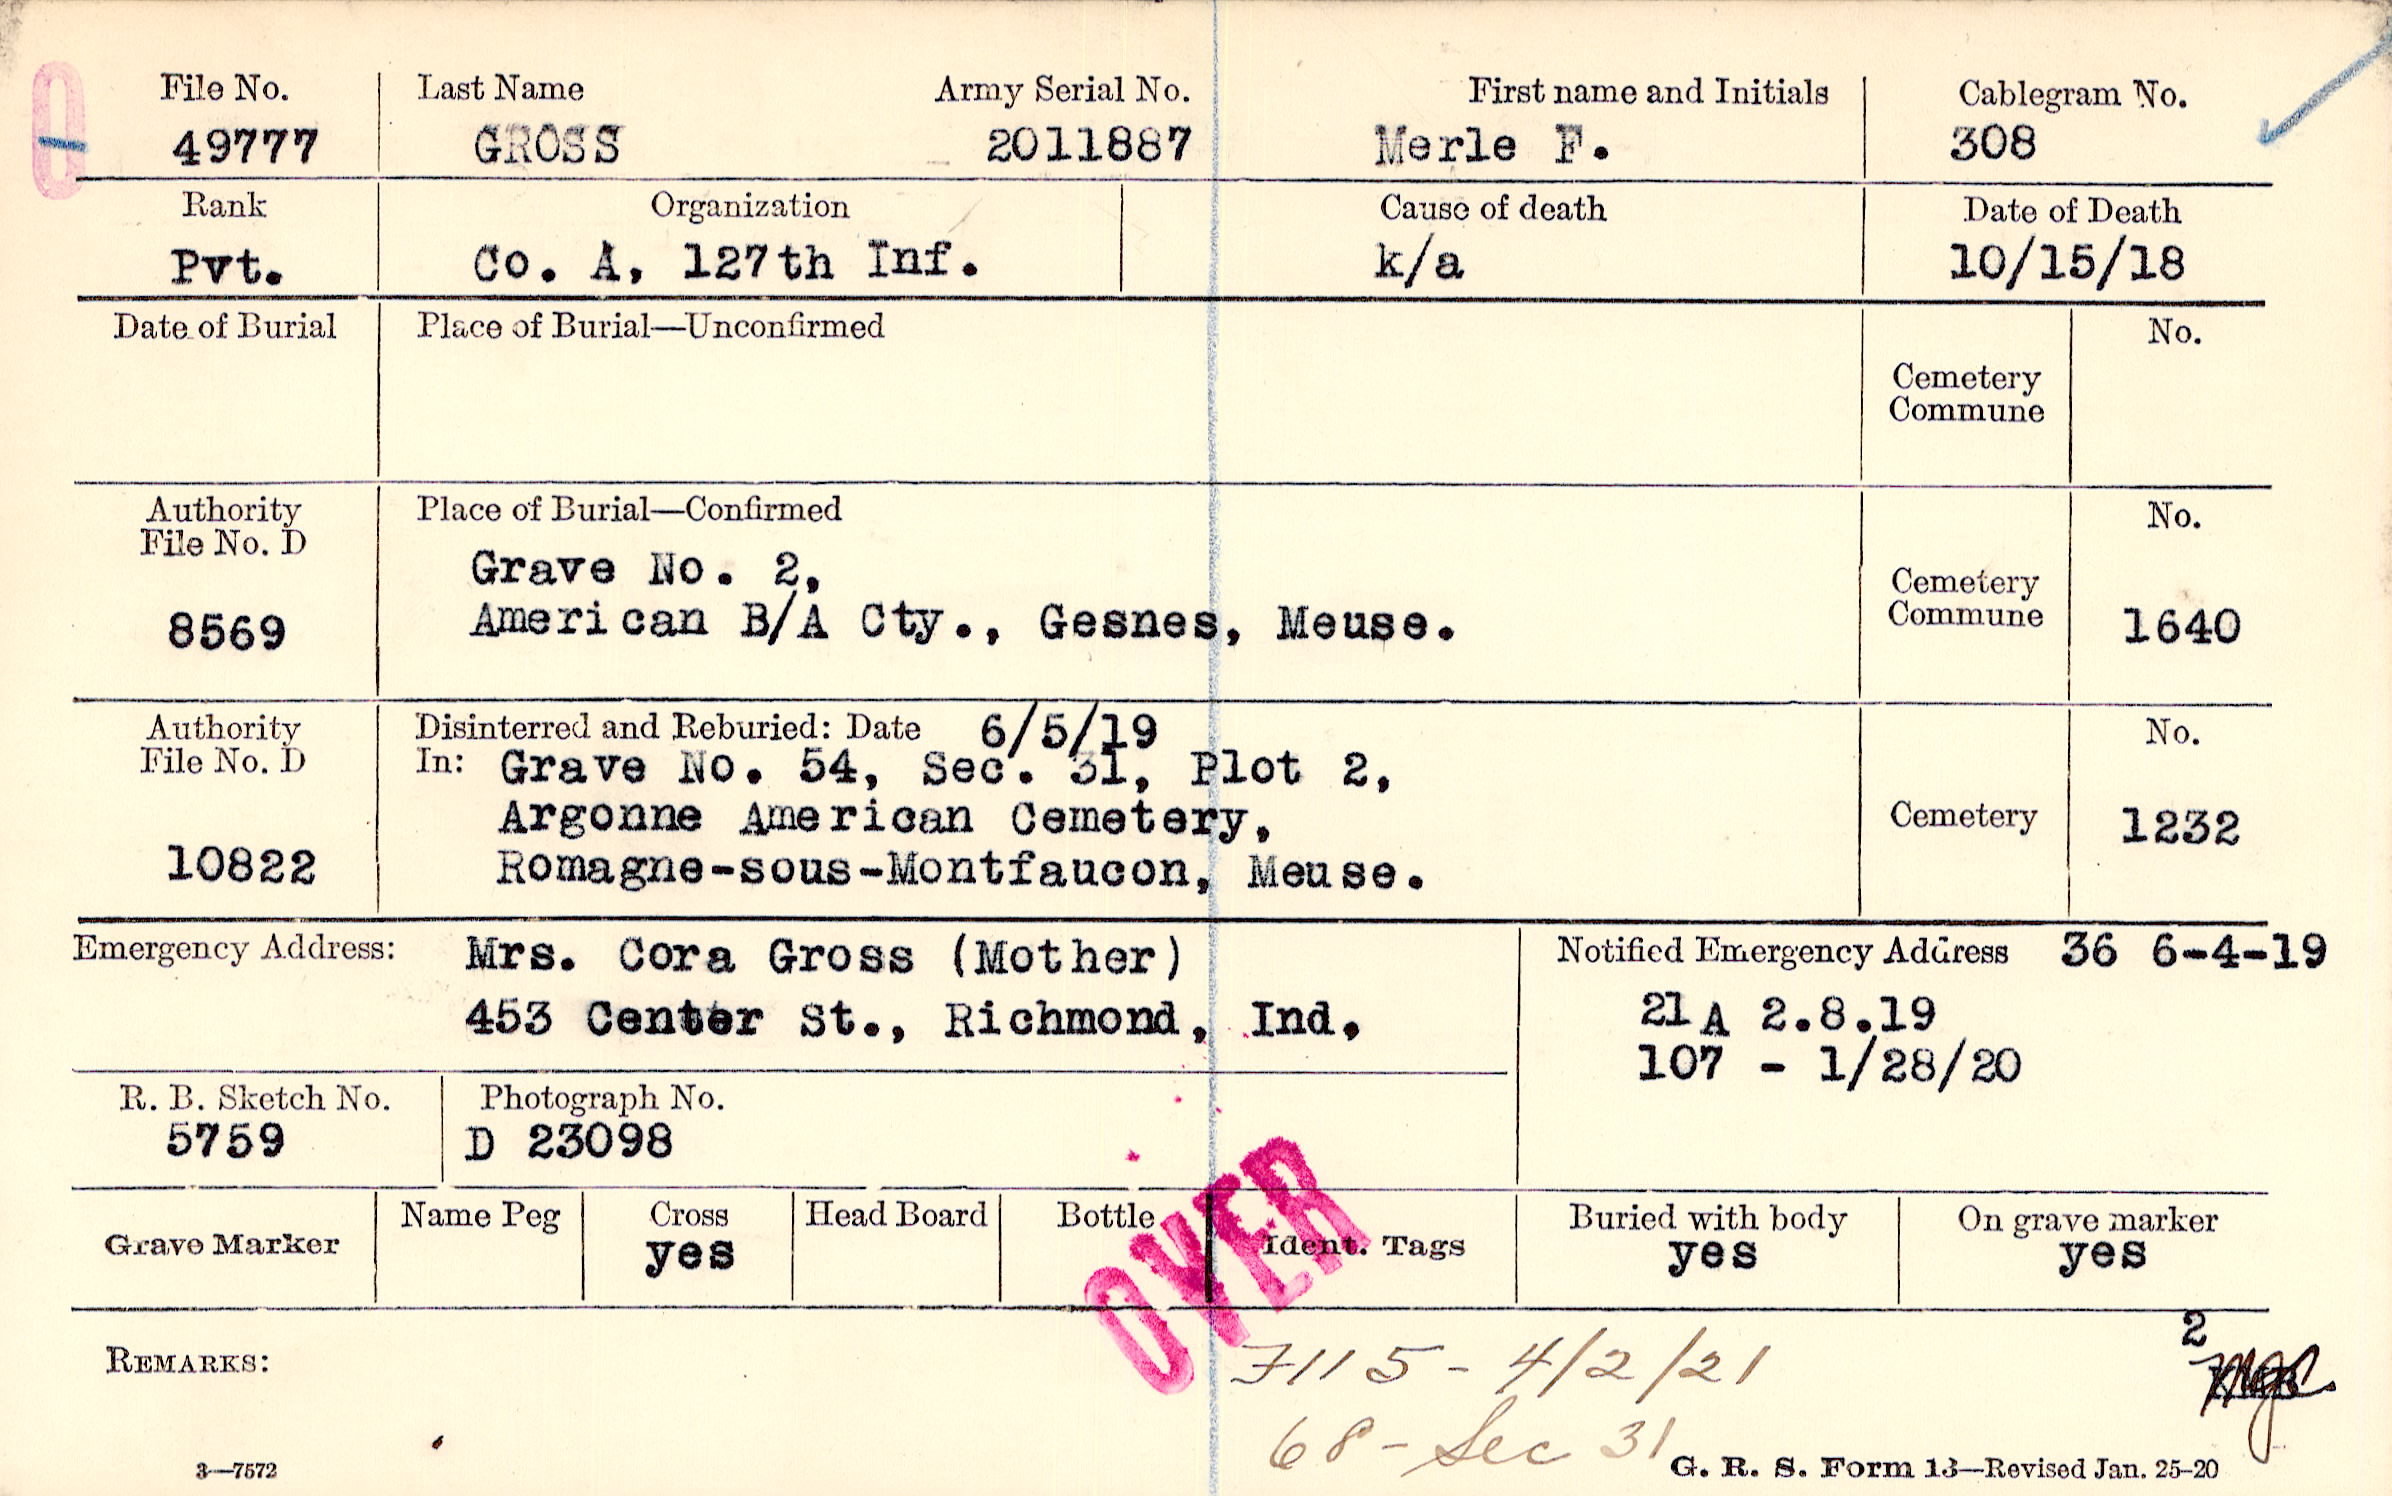 File No. Last Name Army Serial No. First name and Initials Cablegram No.
49777 GROSS 2011887 Merle F. 308
Rank Organization Cause of death Date of Death
Pvt. Co. A, 127th Inf. k/a 10/15/18
Date of Burial Place of Burial—Unconfirmed No.
Cemetery
Commune
Authority Place of Burial—Confirmed No.
File No. D
Grave No. 2,
Cemetery
8569 American B/A Cty., Gesnes, Meuse. Commune 1640
Authority Disinterred and Reburied: Date 6/5/19 No.
File No. D In: Grave No. 54, Sec. 31, Plot 2,
Argonne American Cemetery, Cemetery 1232
10822 Romagne-sous-Montfaucon, Meuse.
Emergency Address: Mrs. Cora Gross (Mother) Notified Emergency Address 36 6-4-19
453 Center St., Richmond, Ind. 21 A 2.8.19
107 - 1/28/20
R. B. Sketch No. Photograph No.
5759 D 23098
OVER
Grave Marker Name Peg Cross Head Board Bottle Ident. Tags Buried with body On grave marker
yes yes yes
2
REMARKS: 7115 - 4/2/21
68 - Sec 31
3—7572 G. R. S. Form 13—Revised Jan. 25-20